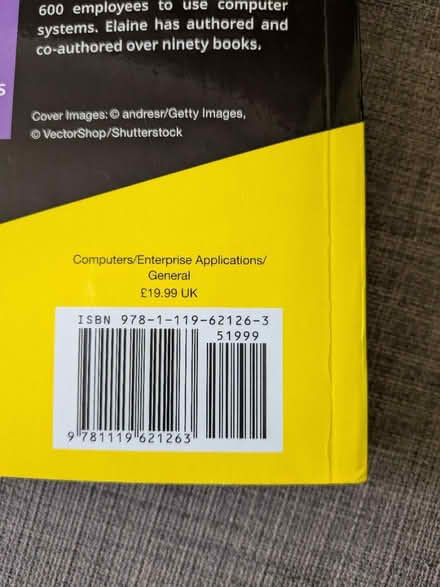 600 employees to use computer
systems. Elaine has authored and
co-authored over ninety books.
S
Cover Images: © andresr/Getty Images,
© VectorShop/Shutterstock
Computers/Enterprise Applications/
General
£19.99 UK
ISBN 978-1-119-62126-3
51999
9 781119 621263